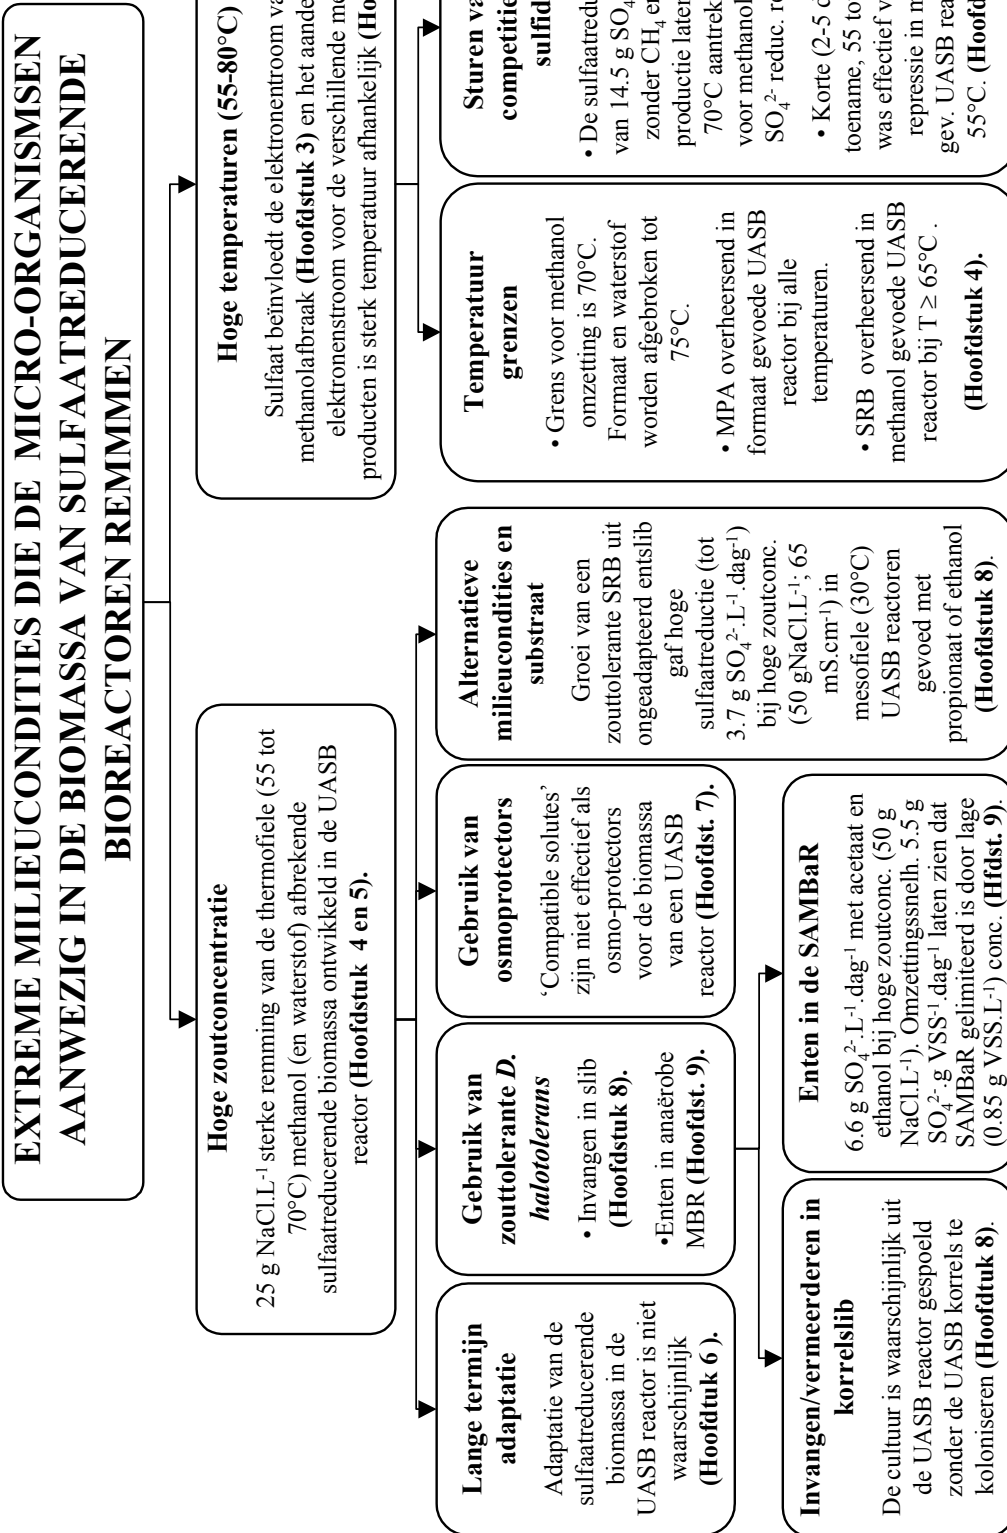 EXTREME MILIEUCONDITIES DIE DE MICRO-ORGANISMSEN
AANWEZIG IN DE BIOMASSA VAN SULFAATREDUCERENDE
BIOREACTOREN REMMMEN
Hoge zoutconcentratie
25 g NaCl.L⁻¹ sterke remming van de thermofiele (55 tot
70°C) methanol (en waterstof) afbrekende
sulfaatreducerende biomassa ontwikkeld in de UASB
reactor (Hoofdstuk 4 en 5).
Hoge temperaturen (55-80°C)
Sulfaat beïnvloedt de elektronentroom va
methanolafbraak (Hoofdstuk 3) en het aande
elektronenstroom voor de verschillende me
producten is sterk temperatuur afhankelijk (Ho
Lange termijn
adaptatie
Adaptatie van de
sulfaatreducerende
biomassa in de
UASB reactor is niet
waarschijnlijk
(Hoofdtuk 6 ).
Gebruik van
zouttolerante D.
halotolerans
• Invangen in slib
(Hoofdstuk 8).
•Enten in anaërobe
MBR (Hoofdst. 9).
Gebruik van
osmoprotectors
‘Compatible solutes’
zijn niet effectief als
osmo-protectors
voor de biomassa
van een UASB
reactor (Hoofdst. 7).
Alternatieve
milieucondities en
substraat
Groei van een
zouttolerante SRB uit
ongeadapteerd entslib
gaf hoge
sulfaatreductie (tot
3.7 g SO₄²⁻.L⁻¹.dag⁻¹)
bij hoge zoutconc.
(50 gNaCl.L⁻¹; 65
mS.cm⁻¹) in
mesofiele (30°C)
UASB reactoren
gevoed met
propionaat of ethanol
(Hoofdstuk 8).
Temperatuur
grenzen
• Grens voor methanol
omzeting is 70°C.
Formaat en waterstof
worden afgebroken tot
75°C.
• MPA overheersend in
formaat gevoede UASB
reactor bij alle
temperaturen.
• SRB overheersend in
methanol gevoede UASB
reactor bij T ≥ 65°C .
(Hoofdstuk 4).
Sturen va
competitie
sulfid
• De sulfaatredu
van 14.5 g SO₄
zonder CH₄ en
productie laten
70°C aantrek
voor methanol
SO₄²⁻ reduc. re
• Korte (2-5 d
toename, 55 to
was effectief v
repressie in m
gev. UASB rea
55°C. (Hoofd
Invangen/vermeerderen in
korrelslib
De cultuur is waarschijnlijk uit
de UASB reactor gespoeld
zonder de UASB korrels te
koloniseren (Hoofdtuk 8).
Enten in de SAMBaR
6.6 g SO₄²⁻.L⁻¹.dag⁻¹ met acetaat en
ethanol bij hoge zoutconc. (50 g
NaCl.L⁻¹). Omzettingssnelh. 5.5 g
SO₄²⁻.g VSS⁻¹.dag⁻¹ laten zien dat
SAMBaR gelimiteerd is door lage
(0.85 g VSS.L⁻¹) conc. (Hfdst. 9).